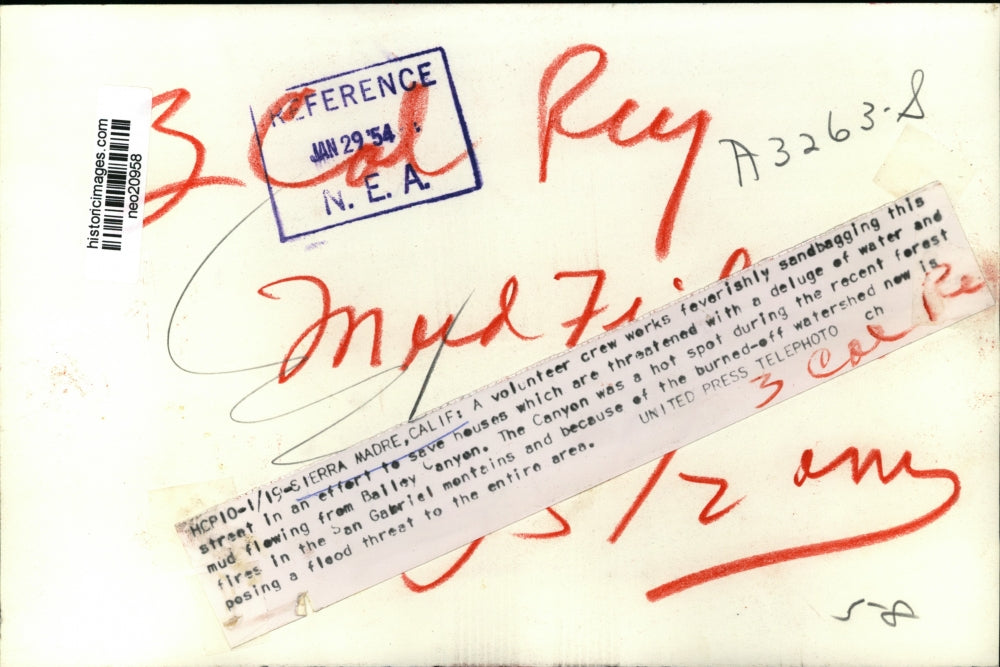 historicimages.com
neo20958
REFERENCE
JAN 29 '54
N. E. A.
3 Col
A3263-8
Mud
HCP10-1/19-SIERRA MADRE,CALIF: A volunteer crew works feverishly sandbagging this
street in an effort to save houses which are threatened with a deluge of water and
mud flowing from Bailey Canyon. The Canyon was a hot spot during the recent forest
fires in the San Gabriel montains and because of the burned-off watershed now is
posing a flood threat to the entire area. UNITED PRESS TELEPHOTO ch
3 Col
5-8